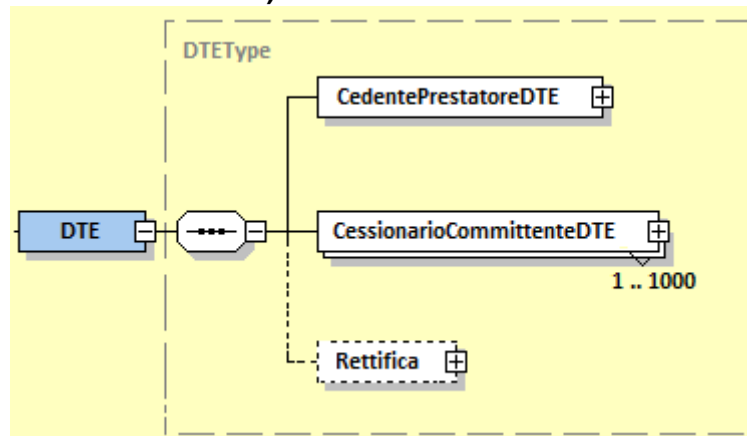 DTEType
CedentePrestatoreDTE
DTE
CessionarioCommittenteDTE
1 .. 1000
Rettifica